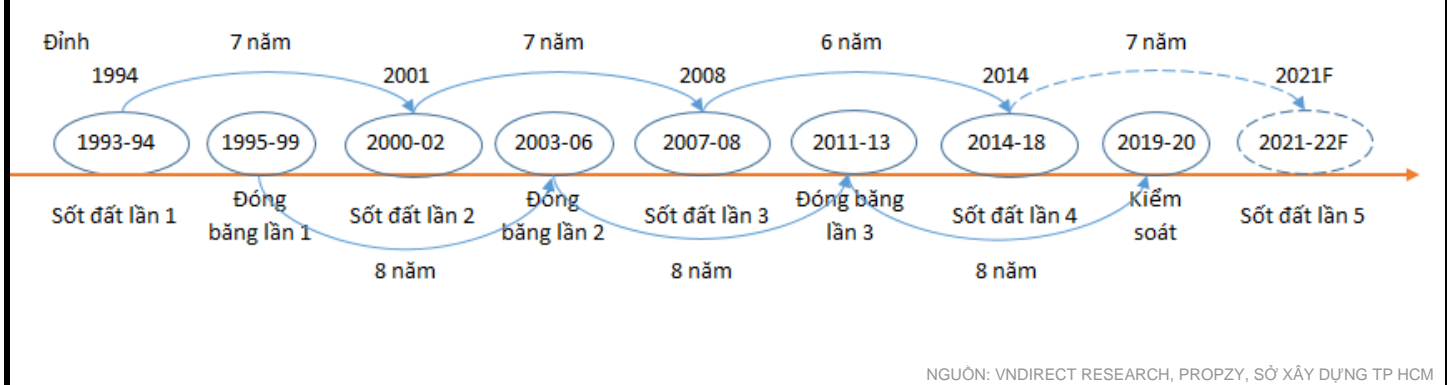 Đỉnh 7 năm 7 năm 6 năm 7 năm
1994 2001 2008 2014 2021F
1993-94 1995-99 2000-02 2003-06 2007-08 2011-13 2014-18 2019-20 2021-22F
Sốt đất lần 1
Đóng
băng lần 1
Sốt đất lần 2
Đóng
băng lần 2
Sốt đất lần 3
Đóng băng
lần 3
Sốt đất lần 4
Kiểm
soát
Sốt đất lần 5
8 năm 8 năm 8 năm
NGUỒN: VNDIRECT RESEARCH, PROPZY, SỞ XÂY DỰNG TP HCM